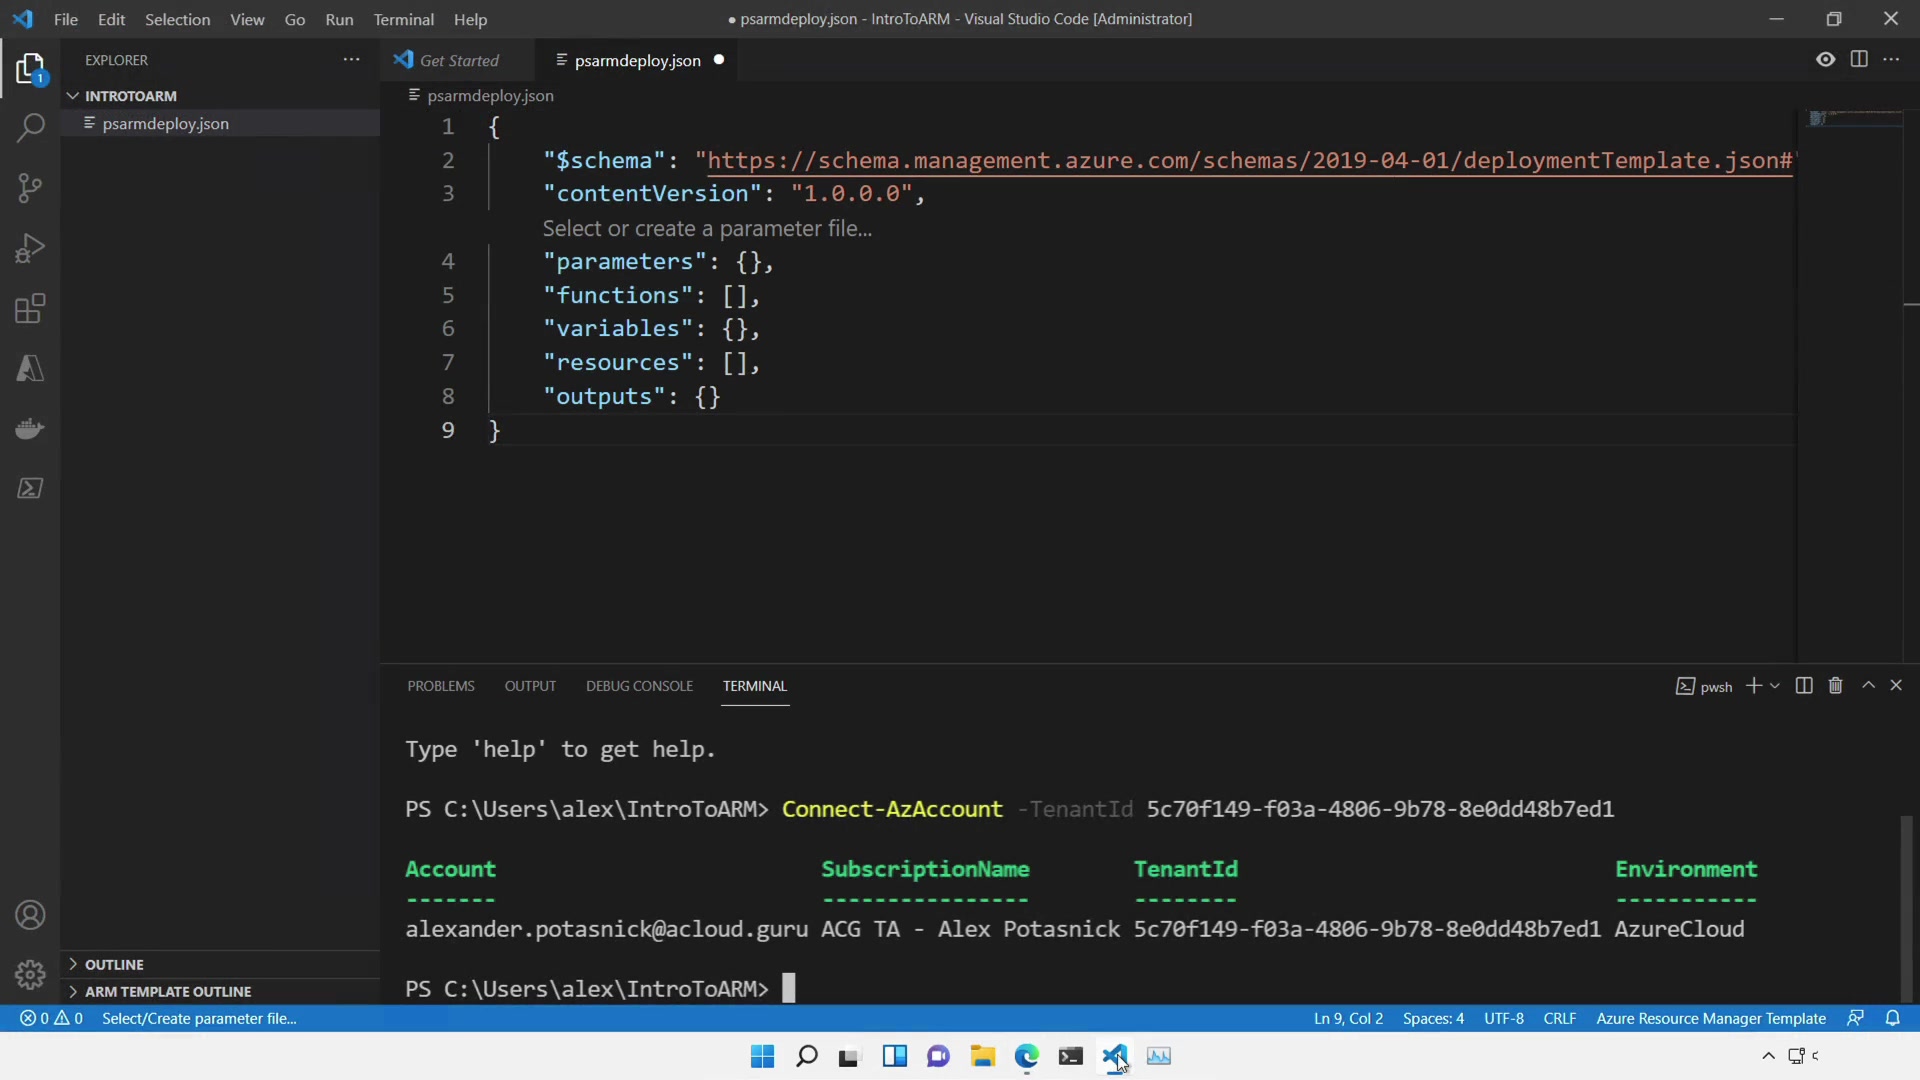 File Edit Selection View Go Run Terminal Help
● psarmdeploy.json - IntroToARM - Visual Studio Code [Administrator]
EXPLORER
Get Started
psarmdeploy.json
INTROTOARM
psarmdeploy.json
psarmdeploy.json
1
1 {
2 "$schema": "https://schema.management.azure.com/schemas/2019-04-01/deploymentTemplate.json#"
3 "contentVersion": "1.0.0.0",
Select or create a parameter file...
4 "parameters": {},
5 "functions": [],
6 "variables": {},
7 "resources": [],
8 "outputs": {}
9 }
PROBLEMS OUTPUT DEBUG CONSOLE TERMINAL
pwsh
Type 'help' to get help.
PS C:\Users\alex\IntroToARM> Connect-AzAccount -TenantId 5c70f149-f03a-4806-9b78-8e0dd48b7ed1
Account SubscriptionName TenantId Environment
------- ---------------- -------- -----------
alexander.potasnick@acloud.guru ACG TA - Alex Potasnick 5c70f149-f03a-4806-9b78-8e0dd48b7ed1 AzureCloud
PS C:\Users\alex\IntroToARM>
OUTLINE
ARM TEMPLATE OUTLINE
0 0 Select/Create parameter file...
Ln 9, Col 2 Spaces: 4 UTF-8 CRLF Azure Resource Manager Template